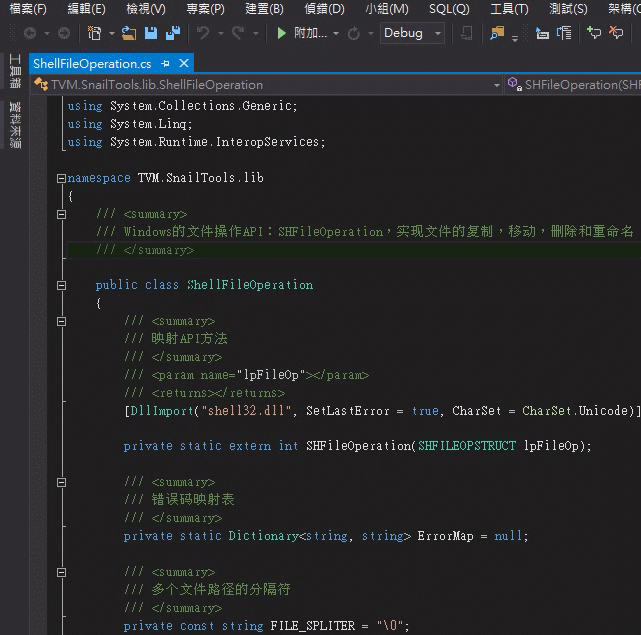 檔案(F) 編輯(E) 檢視(V) 專案(P) 建置(B) 偵錯(D) 小組(M) SQL(Q) 工具(T) 測試(S) 架構(C
附加... Debug
ShellFileOperation.cs
TVM.SnailTools.lib.ShellFileOperation SHFileOperation(SHF
工具箱
資料來源
using System.Collections.Generic;
using System.Linq;
using System.Runtime.InteropServices;
namespace TVM.SnailTools.lib
{
/// <summary>
/// Windows的文件操作API：SHFileOperation，实现文件的复制，移动，删除和重命名
/// </summary>
public class ShellFileOperation
{
/// <summary>
/// 映射API方法
/// </summary>
/// <param name="lpFileOp"></param>
/// <returns></returns>
[DllImport("shell32.dll", SetLastError = true, CharSet = CharSet.Unicode)]
private static extern int SHFileOperation(SHFILEOPSTRUCT lpFileOp);
/// <summary>
/// 错误码映射表
/// </summary>
private static Dictionary<string, string> ErrorMap = null;
/// <summary>
/// 多个文件路径的分隔符
/// </summary>
private const string FILE_SPLITER = "\0";